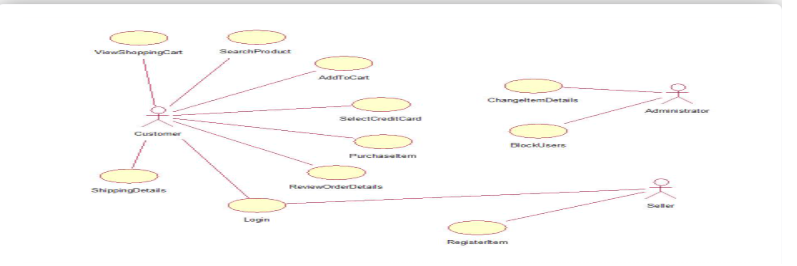 ViewShoppingCart
SearchProduct
AddToCart
SelectCreditCard
ChangeItemDetails
Administrator
Customer
BlockUsers
PurchaseItem
ShippingDetails
ReviewOrderDetails
Seller
Login
RegisterItem